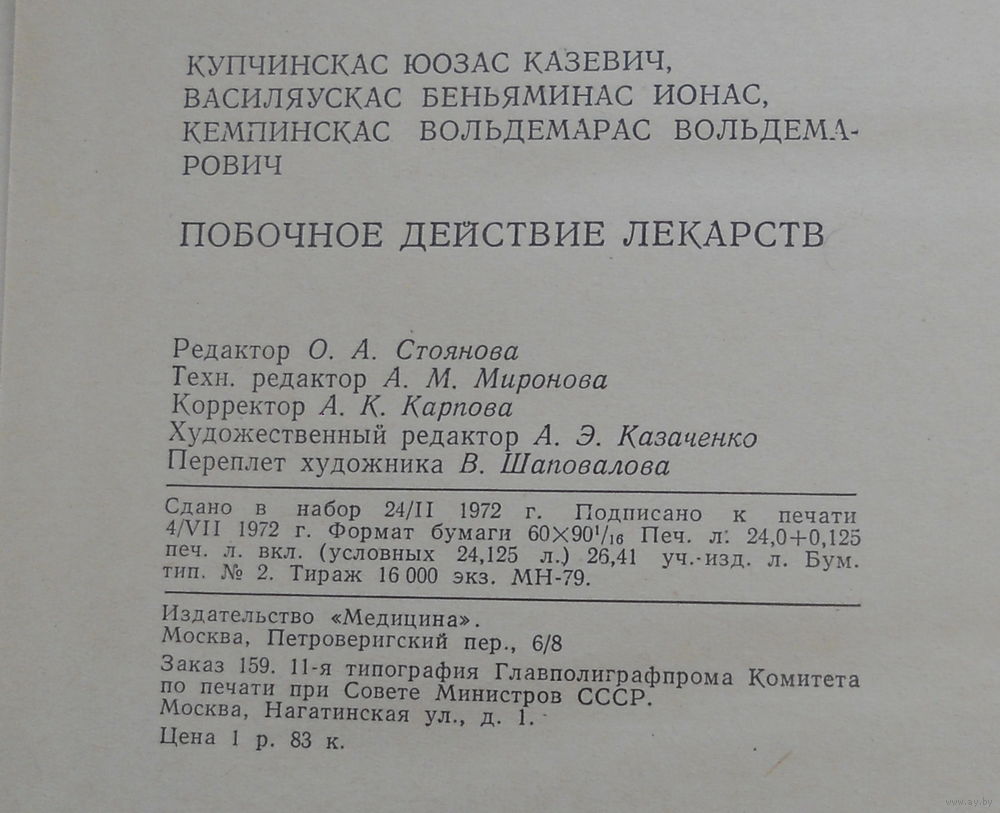 КУПЧИНСКАС ЮОЗАС КАЗЕВИЧ,
ВАСИЛЯУСКАС БЕНЬЯМИНАС ИОНАС,
КЕМПИНСКАС ВОЛЬДЕМАРАС ВОЛЬДЕМА-
РОВИЧ
ПОБОЧНОЕ ДЕЙСТВИЕ ЛЕКАРСТВ
Редактор О. А. Стоянова
Техн. редактор А. М. Миронова
Корректор А. К. Карпова
Художественный редактор А. Э. Казаченко
Переплет художника В. Шаповалова
Сдано в набор 24/II 1972 г. Подписано к печати
4/VII 1972 г. Формат бумаги 60×90¹/₁₆ Печ. л: 24,0+0,125
печ. л. вкл. (условных 24,125 л.) 26,41 уч.-изд. л. Бум.
тип. № 2. Тираж 16 000 экз. МН-79.
Издательство «Медицина».
Москва, Петроверигский пер., 6/8
Заказ 159. 11-я типография Главполиграфпрома Комитета
по печати при Совете Министров СССР.
Москва, Нагатинская ул., д. 1.
Цена 1 р. 83 к.
www.ay.by